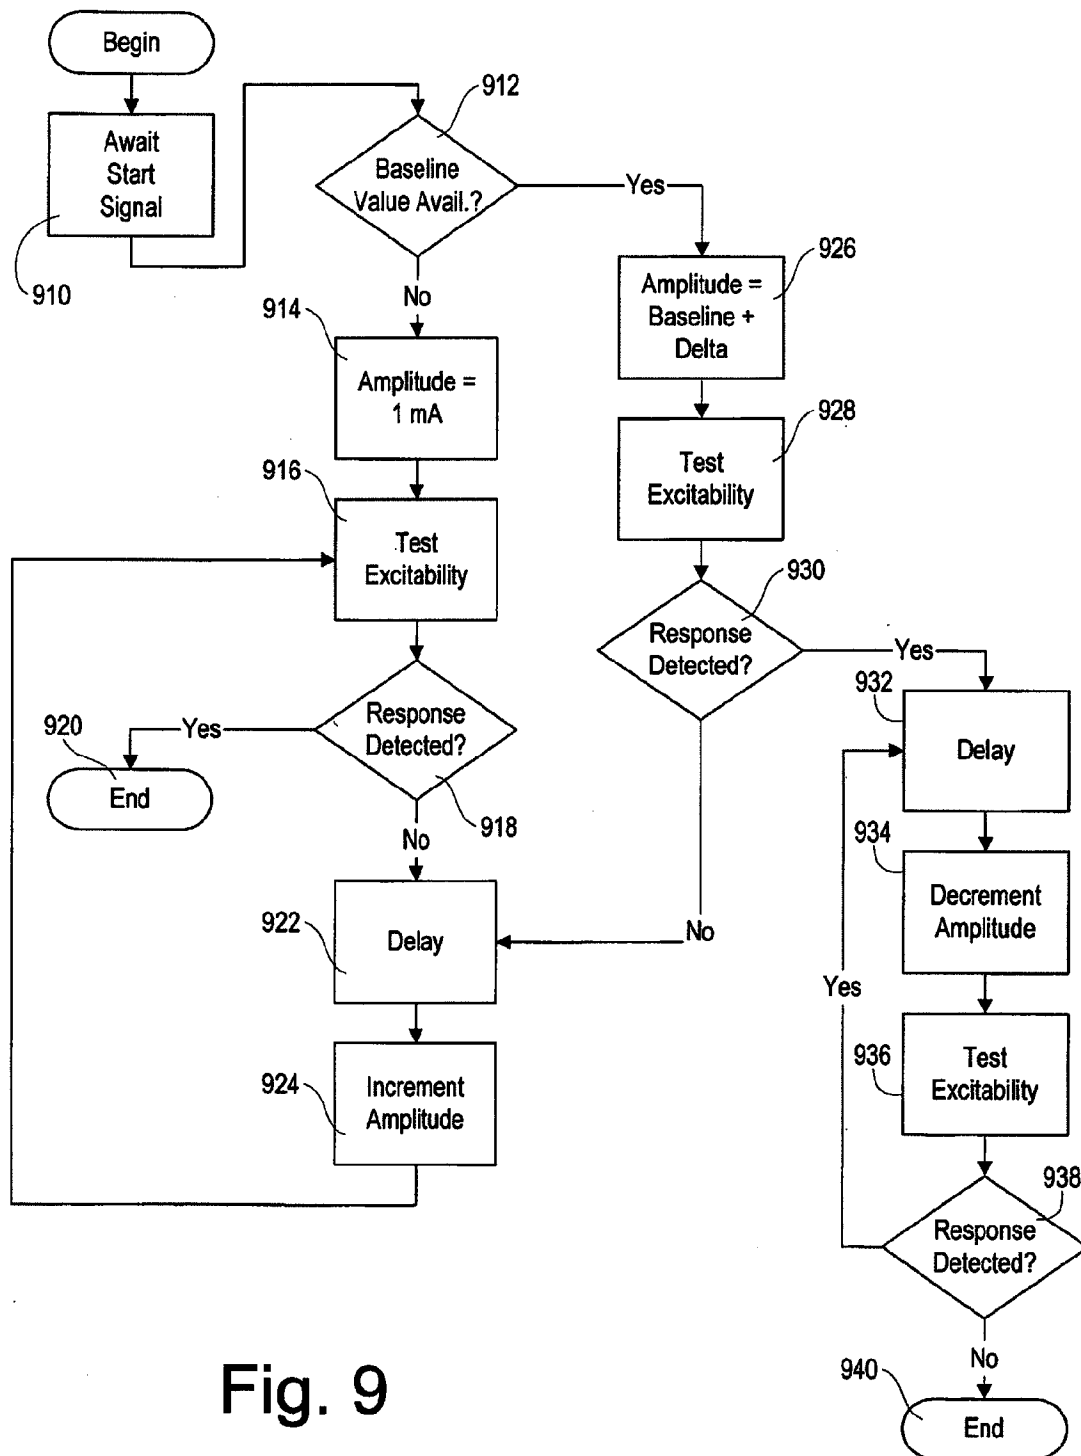 Begin
Await
Start
Signal
910
912
Baseline
Value Avail.?
Yes
No
914
Amplitude =
1 mA
916
Test
Excitability
Response
Detected?
918
Yes
920
End
No
922
Delay
924
Increment
Amplitude
926
Amplitude =
Baseline +
Delta
928
Test
Excitability
930
Response
Detected?
No
Yes
932
Delay
934
Decrement
Amplitude
936
Test
Excitability
938
Response
Detected?
Yes
No
940
End
Fig. 9